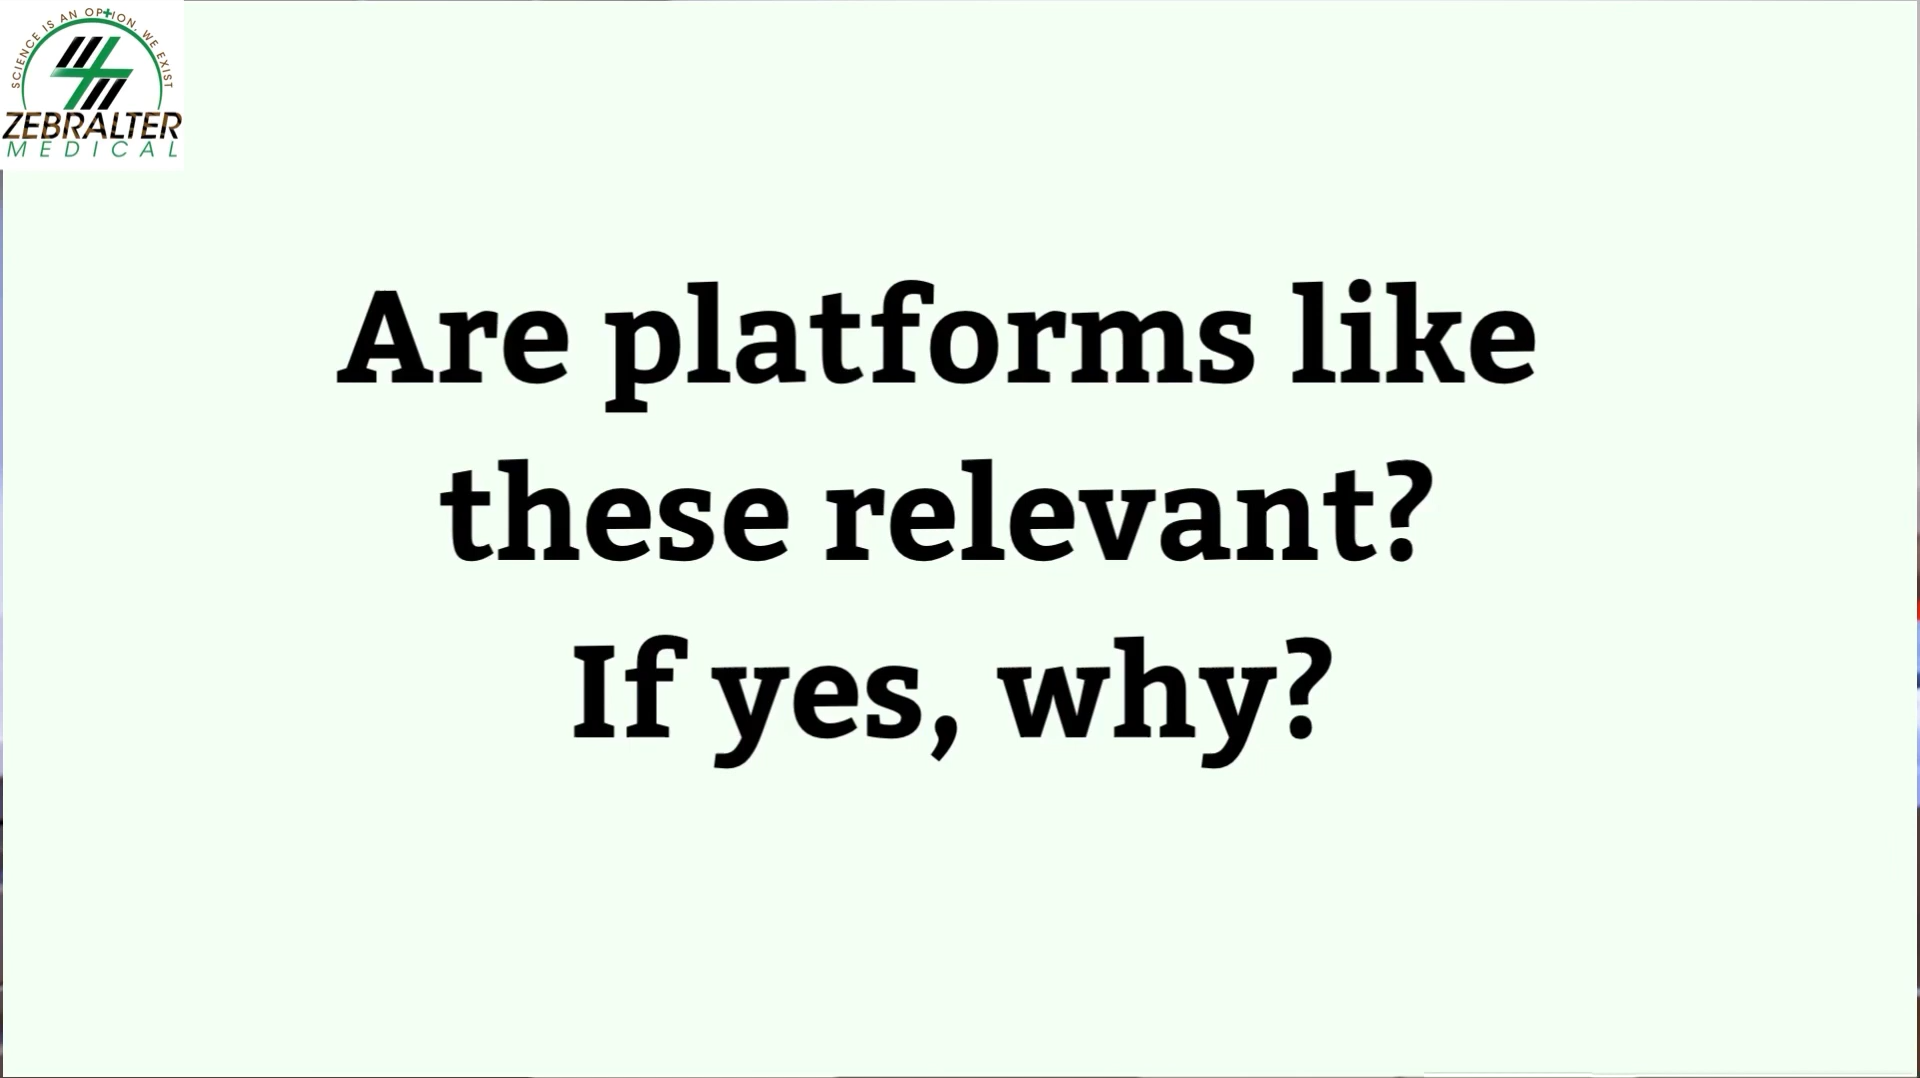 SCIENCE IS AN OPTION, WE EXIST
ZEBRALTER
MEDICAL
Are platforms like
these relevant?
If yes, why?